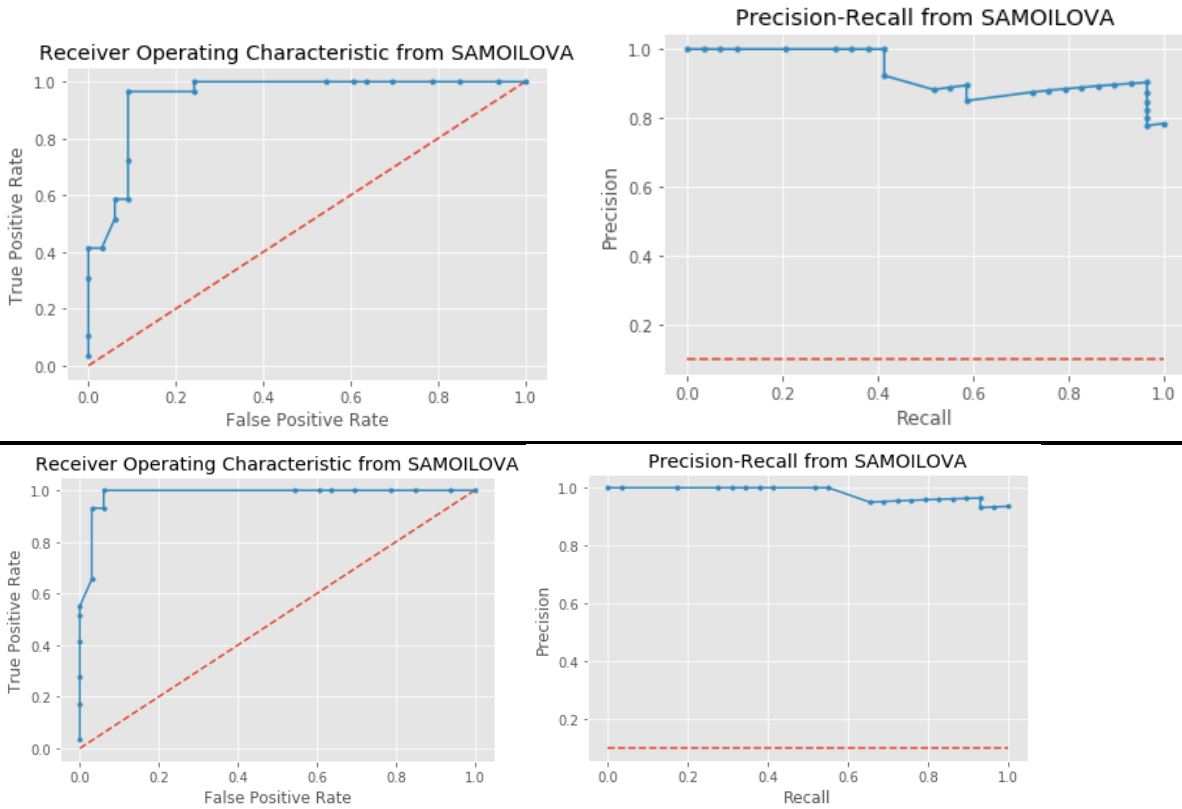 Receiver Operating Characteristic from SAMOILOVA
1.0
0.8
0.6
0.4
0.2
0.0
True Positive Rate
0.0 0.2 0.4 0.6 0.8 1.0
False Positive Rate
Precision-Recall from SAMOILOVA
1.0
0.8
0.6
0.4
0.2
Precision
0.0 0.2 0.4 0.6 0.8 1.0
Recall
Receiver Operating Characteristic from SAMOILOVA
1.0
0.8
0.6
0.4
0.2
0.0
True Positive Rate
0.0 0.2 0.4 0.6 0.8 1.0
False Positive Rate
Precision-Recall from SAMOILOVA
1.0
0.8
0.6
0.4
0.2
Precision
0.0 0.2 0.4 0.6 0.8 1.0
Recall